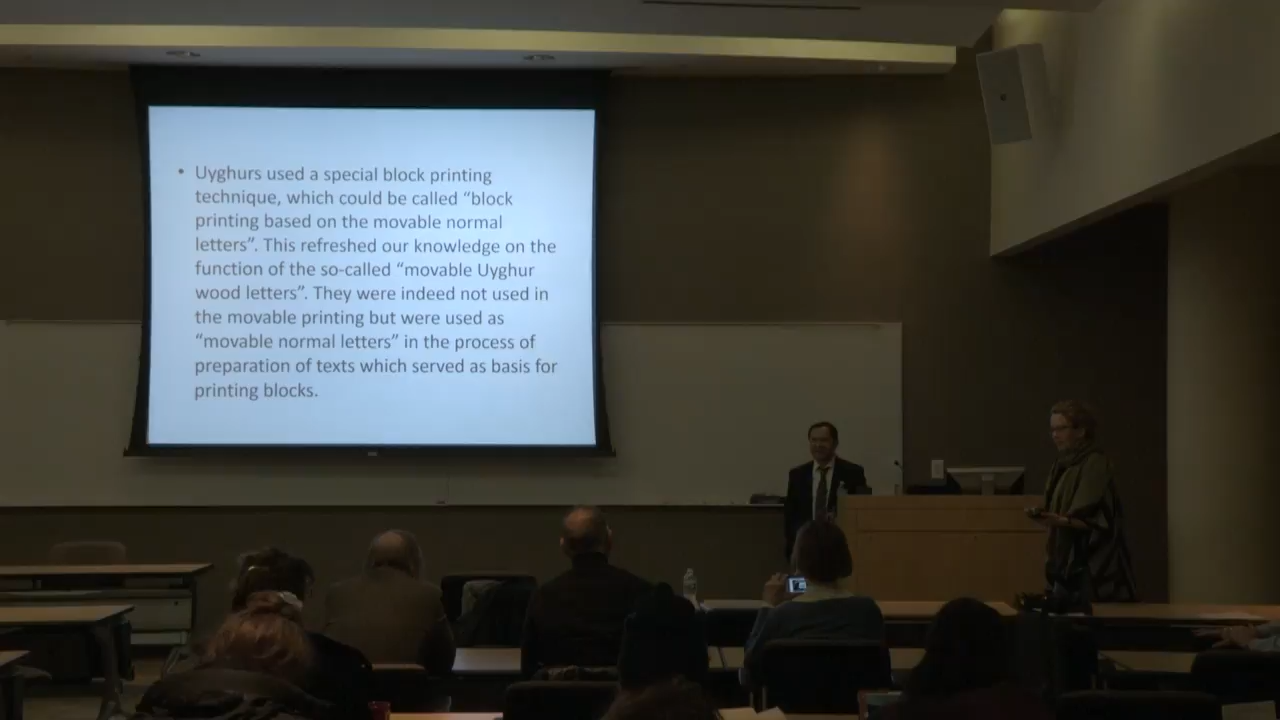 • Uyghurs used a special block printing
technique, which could be called “block
printing based on the movable normal
letters”. This refreshed our knowledge on the
function of the so-called “movable Uyghur
wood letters”. They were indeed not used in
the movable printing but were used as
“movable normal letters” in the process of
preparation of texts which served as basis for
printing blocks.